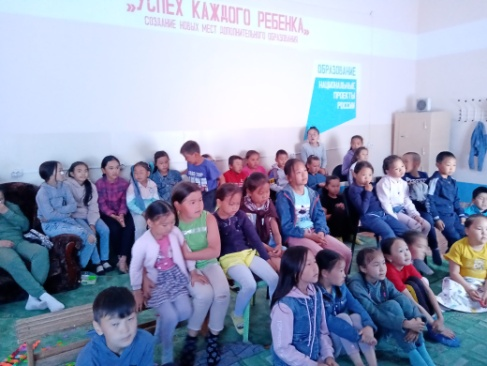 „УСПЕХ КАЖДОГО РЕБЕНКА„
СОЗДАНИЕ НОВЫХ МЕСТ ДОПОЛНИТЕЛЬНОГО ОБРАЗОВАНИЯ
ОБРАЗОВАНИЕ
НАЦИОНАЛЬНЫЕ
ПРОЕКТЫ
РОССИИ